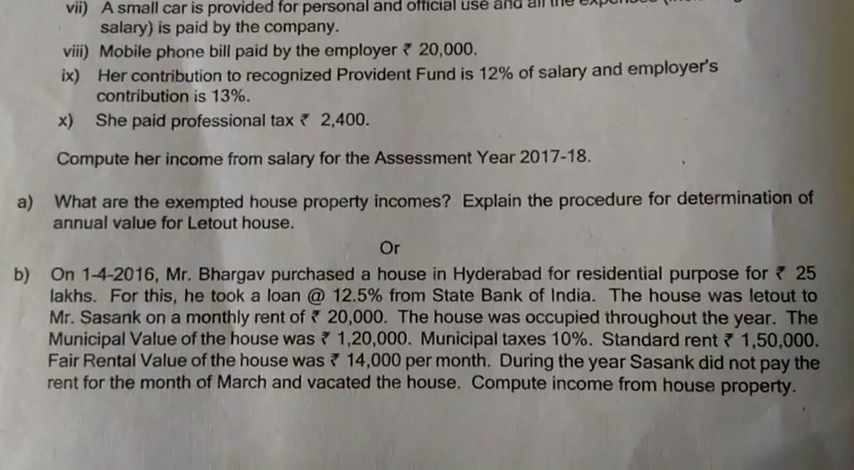 vii) A small car is provided for personal and official use and all the
salary) is paid by the company.
viii) Mobile phone bill paid by the employer ₹ 20,000.
ix) Her contribution to recognized Provident Fund is 12% of salary and employer's
contribution is 13%.
x) She paid professional tax ₹ 2,400.
Compute her income from salary for the Assessment Year 2017-18.
a) What are the exempted house property incomes? Explain the procedure for determination of
annual value for Letout house.
Or
b) On 1-4-2016, Mr. Bhargav purchased a house in Hyderabad for residential purpose for ₹ 25
lakhs. For this, he took a loan @ 12.5% from State Bank of India. The house was letout to
Mr. Sasank on a monthly rent of ₹ 20,000. The house was occupied throughout the year. The
Municipal Value of the house was ₹ 1,20,000. Municipal taxes 10%. Standard rent ₹ 1,50,000.
Fair Rental Value of the house was ₹ 14,000 per month. During the year Sasank did not pay the
rent for the month of March and vacated the house. Compute income from house property.